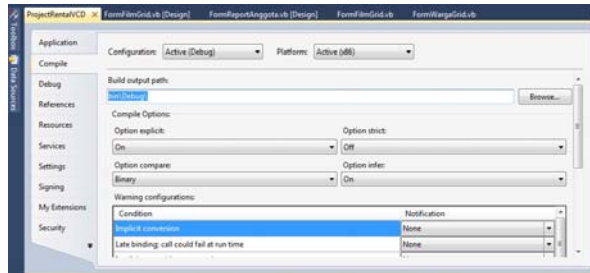 ProjectRentalVCD × FormFilmGrid.vb [Design] FormReportAnggota.vb [Design] FormFilmGrid.vb FormWargaGrid.vb
Toolbox
Data Sources
Application
Compile
Debug
References
Resources
Services
Settings
Signing
My Extensions
Security
Configuration: Active (Debug) Platform: Active (x86)
Build output path:
bin\Debug\ Browse...
Compile Options:
Option explicit: Option strict:
On Off
Option compare: Option infer:
Binary On
Warning configurations:
Condition Notification
Implicit conversion None
Late binding; call could fail at run time None